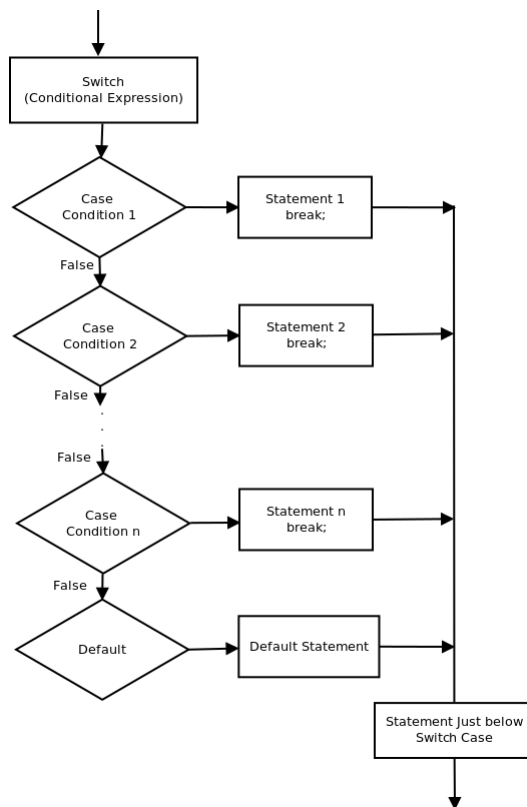 Switch
(Conditional Expression)
Case
Condition 1
Statement 1
break;
False
Case
Condition 2
Statement 2
break;
False
False
Case
Condition n
Statement n
break;
False
Default
Default Statement
Statement Just below
Switch Case